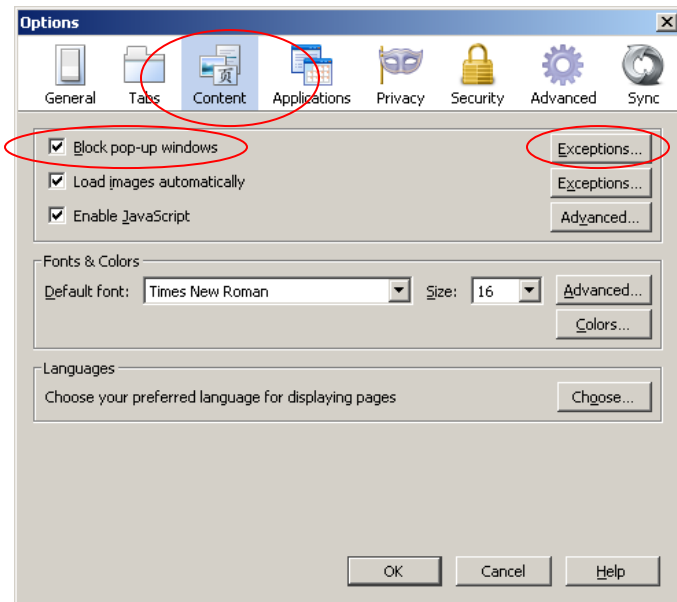 Options
General Tabs Content Applications Privacy Security Advanced Sync
页
Block pop-up windows Exceptions...
Load images automatically Exceptions...
Enable JavaScript Advanced...
Fonts & Colors
Default font: Times New Roman Size: 16 Advanced...
Colors...
Languages
Choose your preferred language for displaying pages Choose...
OK Cancel Help